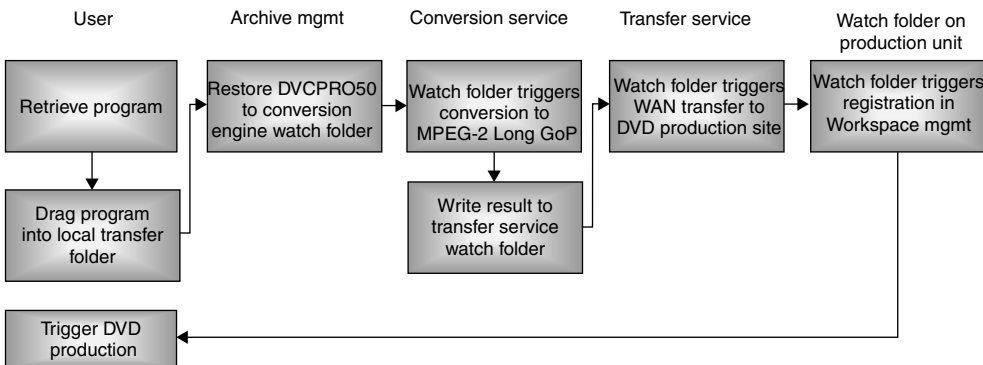 User
Archive mgmt
Conversion service
Transfer service
Watch folder on
production unit
Retrieve program
Restore DVCPRO50
to conversion
engine watch folder
Watch folder triggers
conversion to
MPEG-2 Long GoP
Watch folder triggers
WAN transfer to
DVD production site
Watch folder triggers
registration in
Workspace mgmt
Drag program
into local transfer
folder
Write result to
transfer service
watch folder
Trigger DVD
production